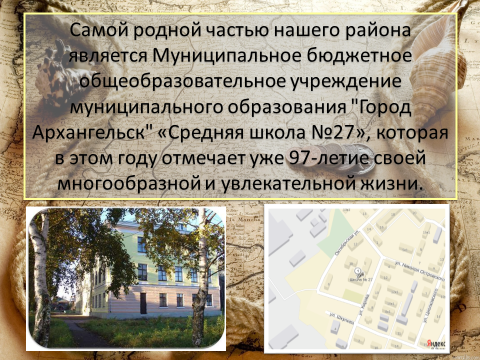 Самой родной частью нашего района
является Муниципальное бюджетное
общеобразовательное учреждение
муниципального образования "Город
Архангельск" «Средняя школа №27», которая
в этом году отмечает уже 97-летие своей
многообразной и увлекательной жизни.
Яндекс